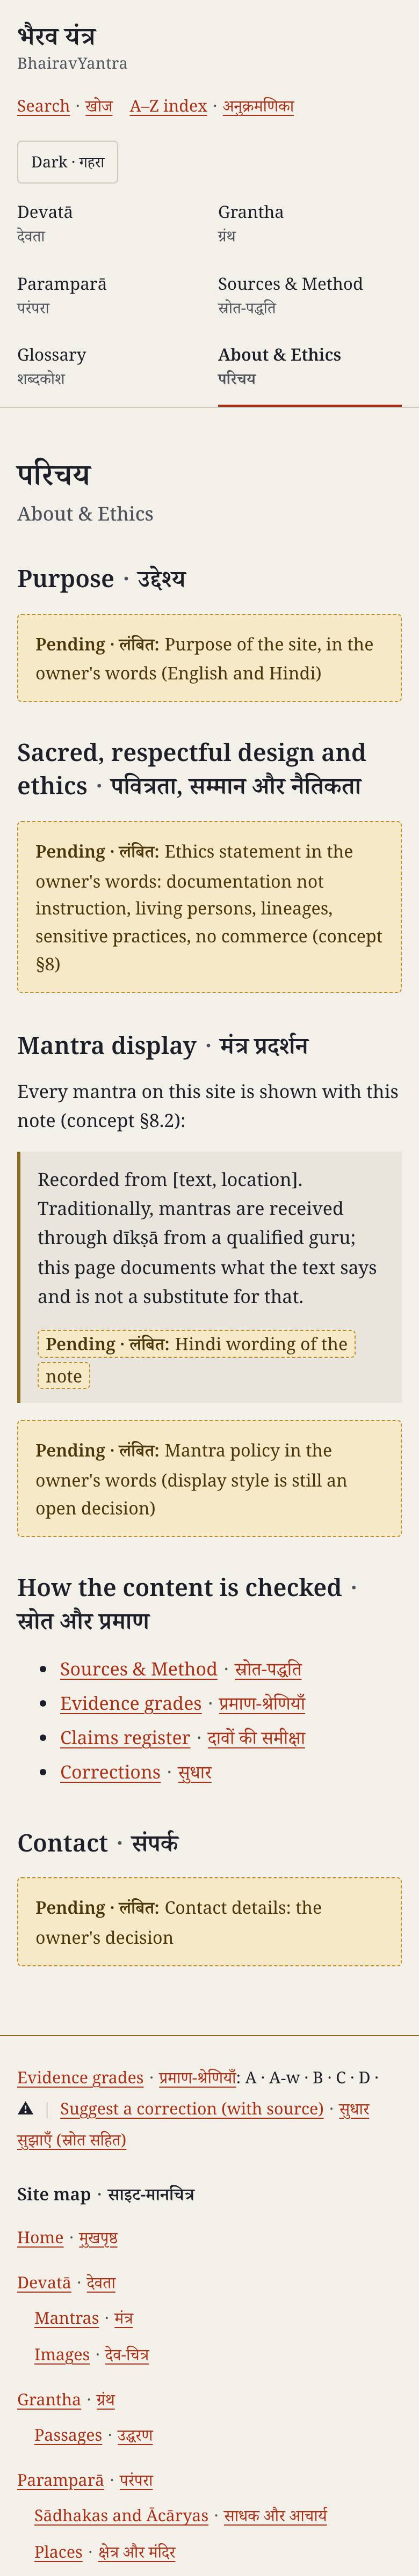 भैरव यंत्र
BhairavYantra
Search · खोज A–Z index · अनुक्रमणिका
Dark · गहरा
Devatā
देवता
Grantha
ग्रंथ
Paramparā
परंपरा
Sources & Method
स्रोत-पद्धति
Glossary
शब्दकोश
About & Ethics
परिचय
परिचय
About & Ethics
Purpose · उद्देश्य
Pending · लंबित: Purpose of the site, in the
owner's words (English and Hindi)
Sacred, respectful design and
ethics · पवित्रता, सम्मान और नैतिकता
Pending · लंबित: Ethics statement in the
owner's words: documentation not
instruction, living persons, lineages,
sensitive practices, no commerce (concept
§8)
Mantra display · मंत्र प्रदर्शन
Every mantra on this site is shown with this
note (concept §8.2):
Recorded from [text, location].
Traditionally, mantras are received
through dīkṣā from a qualified guru;
this page documents what the text says
and is not a substitute for that.
Pending · लंबित: Hindi wording of the
note
Pending · लंबित: Mantra policy in the
owner's words (display style is still an
open decision)
How the content is checked ·
स्रोत और प्रमाण
• Sources & Method · स्रोत-पद्धति
• Evidence grades · प्रमाण-श्रेणियाँ
• Claims register · दावों की समीक्षा
• Corrections · सुधार
Contact · संपर्क
Pending · लंबित: Contact details: the
owner's decision
Evidence grades · प्रमाण-श्रेणियाँ: A · A-w · B · C · D ·
⚠ | Suggest a correction (with source) · सुधार
सुझाएँ (स्रोत सहित)
Site map · साइट-मानचित्र
Home · मुखपृष्ठ
Devatā · देवता
Mantras · मंत्र
Images · देव-चित्र
Grantha · ग्रंथ
Passages · उद्धरण
Paramparā · परंपरा
Sādhakas and Ācāryas · साधक और आचार्य
Places · क्षेत्र और मंदिर